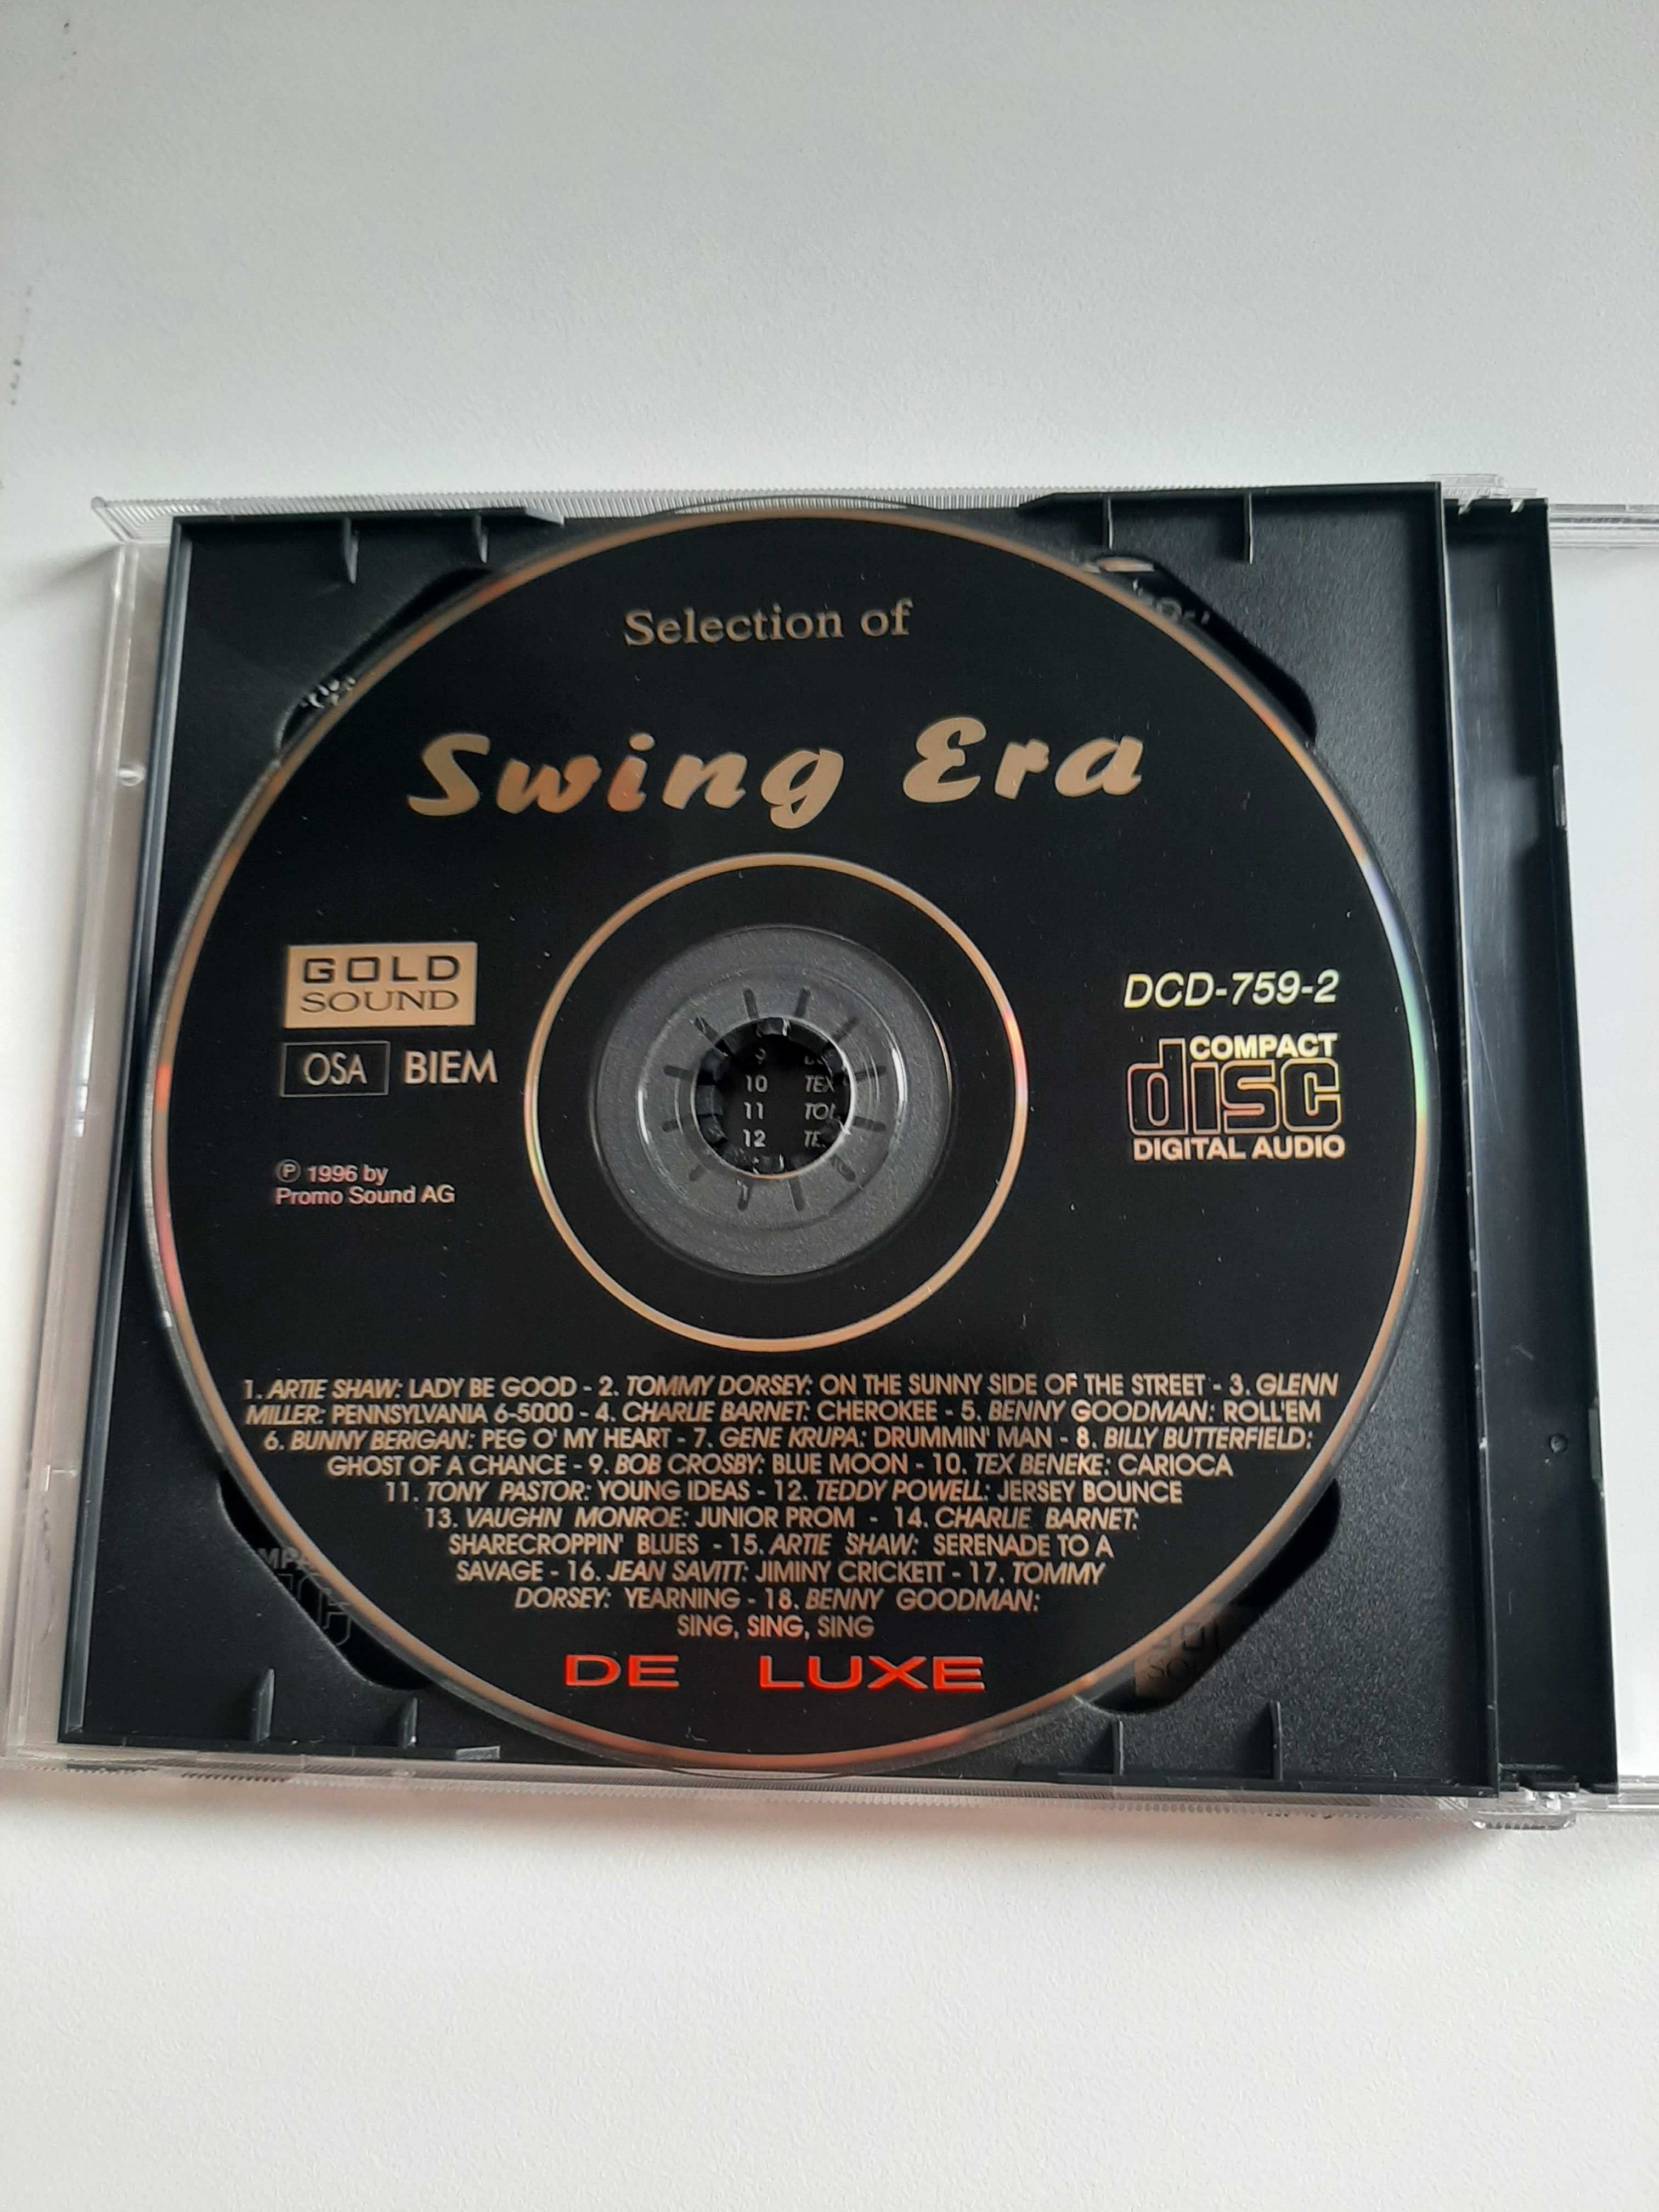 Selection of
Swing Era
GOLD
SOUND
OSA BIEM
℗ 1996 by
Promo Sound AG
DCD-759-2
COMPACT
disc
DIGITAL AUDIO
9
10 TEX
11
12
1. ARTIE SHAW: LADY BE GOOD - 2. TOMMY DORSEY: ON THE SUNNY SIDE OF THE STREET - 3. GLENN
MILLER: PENNSYLVANIA 6-5000 - 4. CHARLIE BARNET: CHEROKEE - 5. BENNY GOODMAN: ROLL'EM
6. BUNNY BERIGAN: PEG O' MY HEART - 7. GENE KRUPA: DRUMMIN' MAN - 8. BILLY BUTTERFIELD:
GHOST OF A CHANCE - 9. BOB CROSBY: BLUE MOON - 10. TEX BENEKE: CARIOCA
11. TONY PASTOR: YOUNG IDEAS - 12. TEDDY POWELL: JERSEY BOUNCE
13. VAUGHN MONROE: JUNIOR PROM - 14. CHARLIE BARNET:
SHARECROPPIN' BLUES - 15. ARTIE SHAW: SERENADE TO A
SAVAGE - 16. JEAN SAVITT: JIMINY CRICKETT - 17. TOMMY
DORSEY: YEARNING - 18. BENNY GOODMAN:
SING, SING, SING
DE LUXE